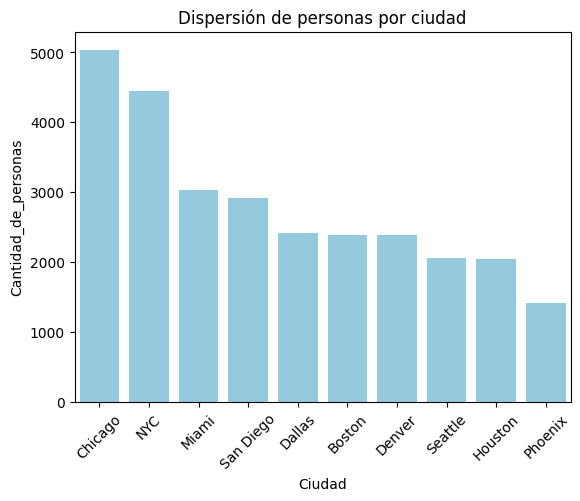 Dispersión de personas por ciudad
Cantidad_de_personas
5000
4000
3000
2000
1000
0
Chicago
NYC
Miami
San Diego
Dallas
Boston
Denver
Seattle
Houston
Phoenix
Ciudad